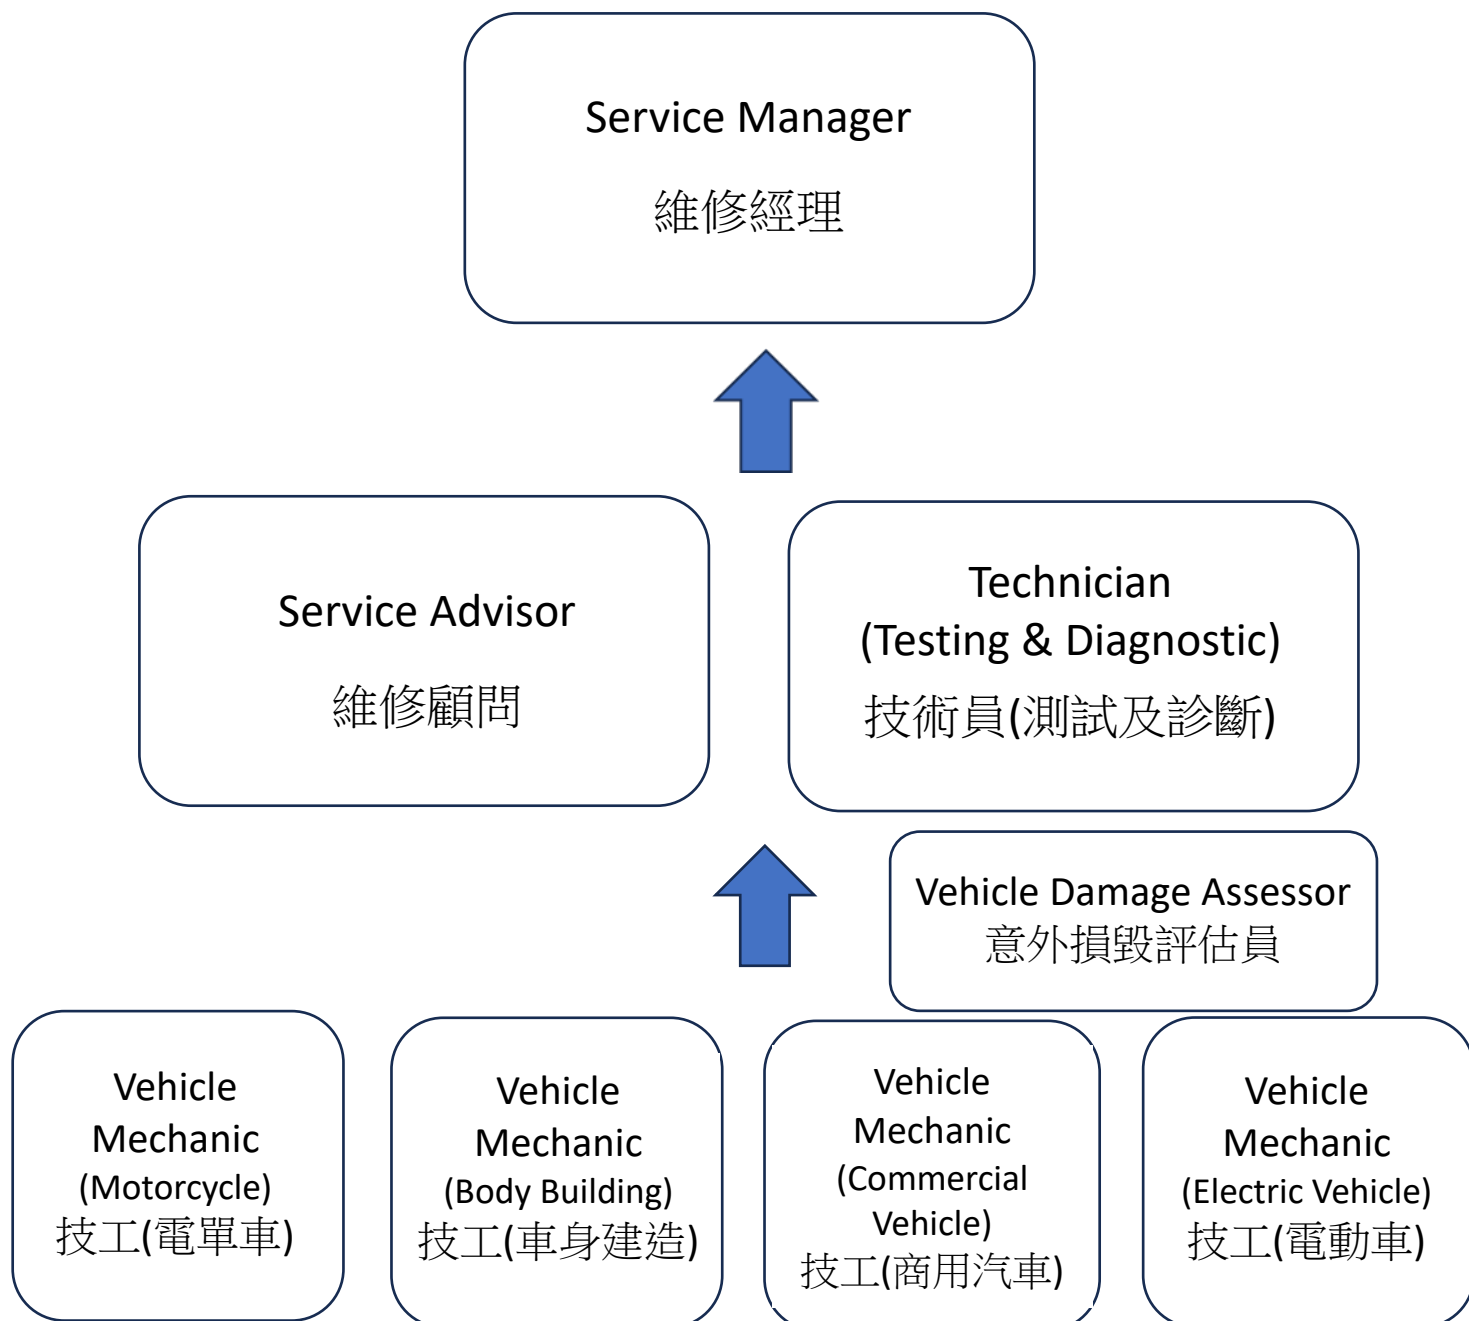 Service Manager
維修經理
Service Advisor
維修顧問
Technician
(Testing & Diagnostic)
技術員(測試及診斷)
Vehicle Damage Assessor
意外損毀評估員
Vehicle
Mechanic
(Motorcycle)
技工(電單車)
Vehicle
Mechanic
(Body Building)
技工(車身建造)
Vehicle
Mechanic
(Commercial
Vehicle)
技工(商用汽車)
Vehicle
Mechanic
(Electric Vehicle)
技工(電動車)